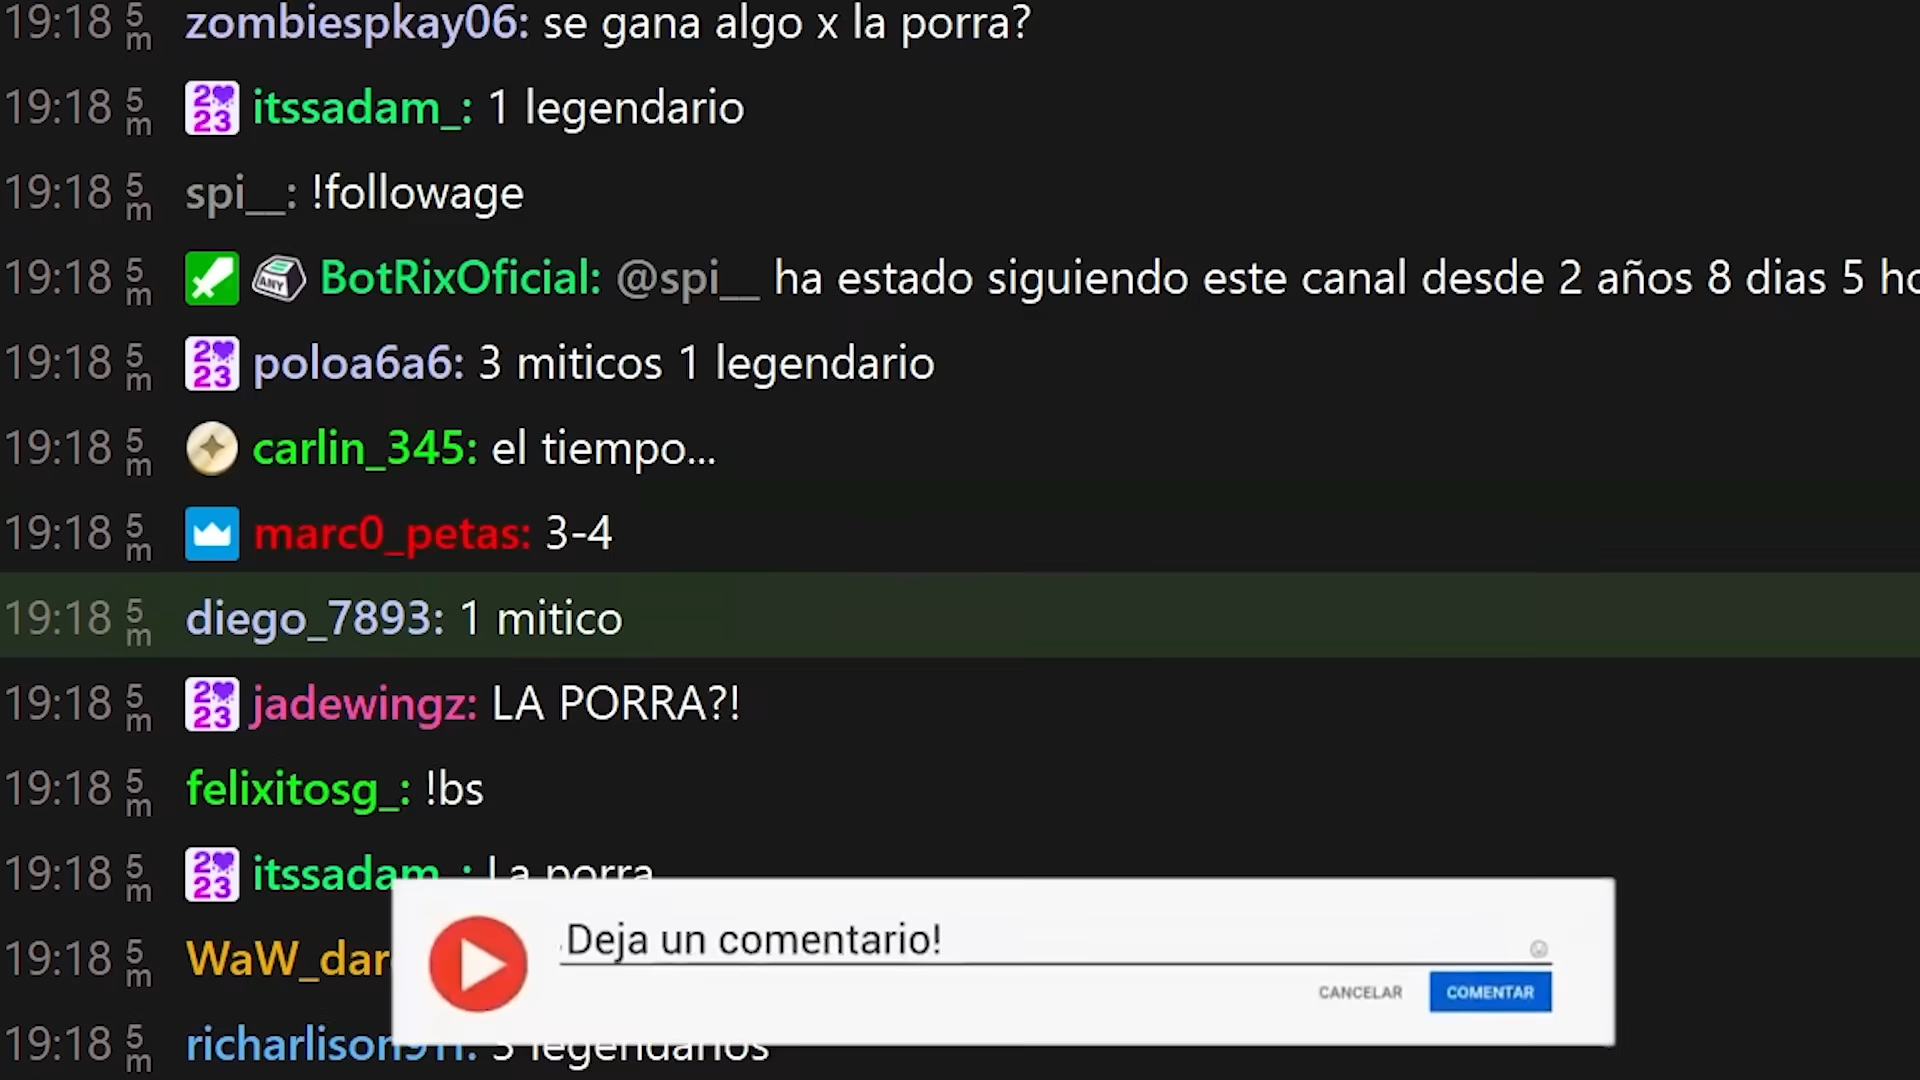 19:18 5m zombiespkay06: se gana algo x la porra?
19:18 5m 2023 itssadam_: 1 legendario
19:18 5m spi__: !followage
19:18 5m ANY BotRixOficial: @spi__ ha estado siguiendo este canal desde 2 años 8 dias 5 ho
19:18 5m 2023 poloa6a6: 3 miticos 1 legendario
19:18 5m carlin_345: el tiempo...
19:18 5m marc0_petas: 3-4
19:18 5m diego_7893: 1 mitico
19:18 5m 2023 jadewingz: LA PORRA?!
19:18 5m felixitosg_: !bs
19:18 5m 2023 itssadam_: La porra
19:18 5m WaW_dar
Deja un comentario!
CANCELAR COMENTAR
19:18 5m richarlison911: 3 legendarios